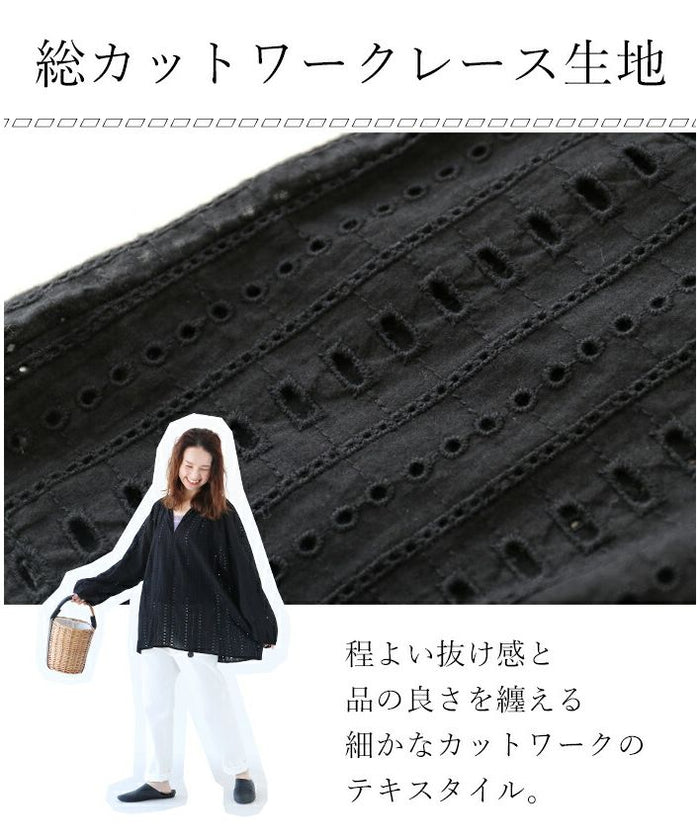 総カットワークレース生地
程よい抜け感と
品の良さを纏える
細かなカットワークの
テキスタイル。